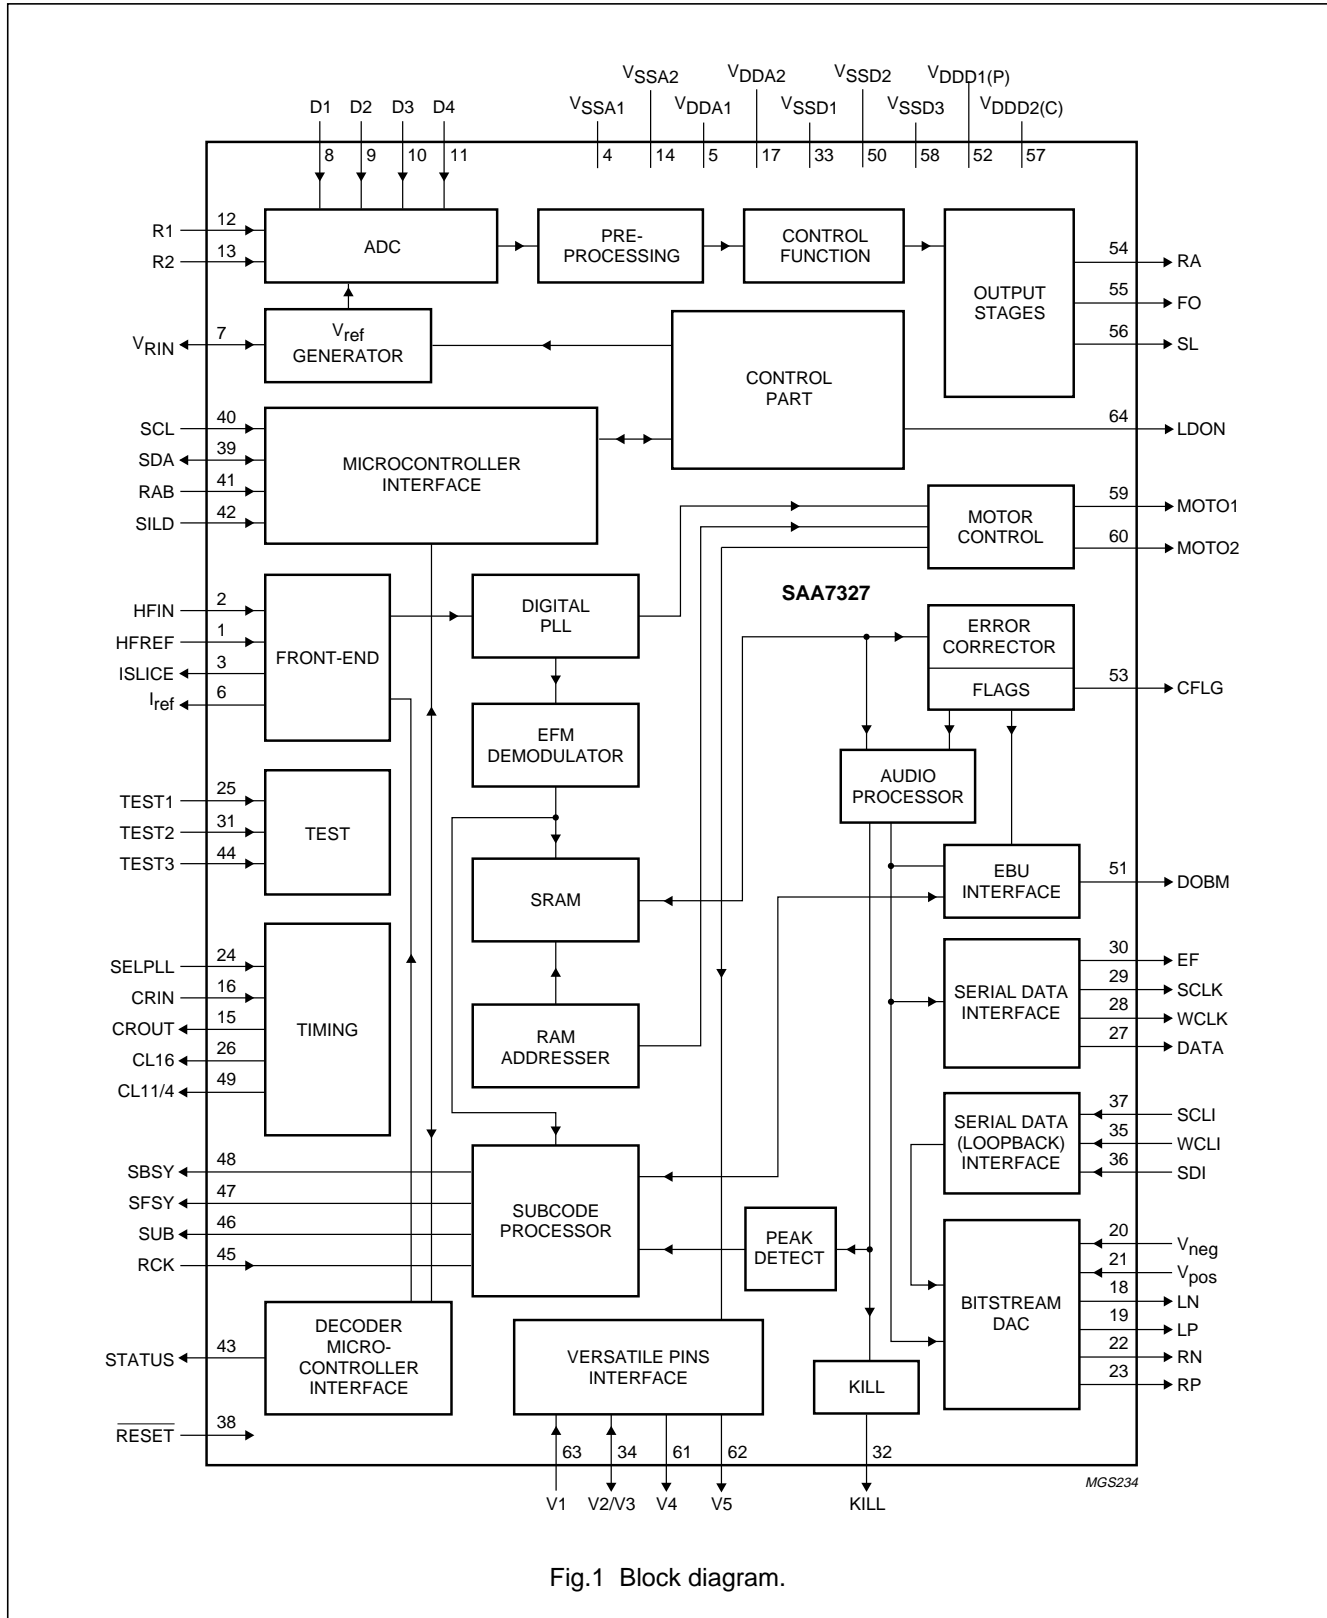 VSSA2 VDDA2 VSSD2 VDDD1(P)
D1 D2 D3 D4 VSSA1 VDDA1 VSSD1 VSSD3 VDDD2(C)
8 9 10 11 4 14 5 17 33 50 58 52 57
R1 12
R2 13
ADC
PRE-
PROCESSING
CONTROL
FUNCTION
OUTPUT
STAGES
54 RA
55 FO
56 SL
VRIN 7
Vref
GENERATOR
CONTROL
PART
64 LDON
SCL 40
SDA 39
RAB 41
SILD 42
MICROCONTROLLER
INTERFACE
MOTOR
CONTROL
59 MOTO1
60 MOTO2
SAA7327
HFIN 2
HFREF 1
ISLICE 3
Iref 6
FRONT-END
DIGITAL
PLL
ERROR
CORRECTOR
FLAGS
53 CFLG
EFM
DEMODULATOR
AUDIO
PROCESSOR
TEST1 25
TEST2 31
TEST3 44
TEST
SRAM
EBU
INTERFACE
51 DOBM
SELPLL 24
CRIN 16
CROUT 15
CL16 26
CL11/4 49
TIMING
RAM
ADDRESSER
SERIAL DATA
INTERFACE
30 EF
29 SCLK
28 WCLK
27 DATA
SERIAL DATA
(LOOPBACK)
INTERFACE
37 SCLI
35 WCLI
36 SDI
SBSY 48
SFSY 47
SUB 46
RCK 45
SUBCODE
PROCESSOR
PEAK
DETECT
BITSTREAM
DAC
20 Vneg
21 Vpos
18 LN
19 LP
22 RN
23 RP
STATUS 43
DECODER
MICRO-
CONTROLLER
INTERFACE
VERSATILE PINS
INTERFACE
KILL
RESET 38
63 34 61 62 32
V1 V2/V3 V4 V5 KILL
MGS234
Fig.1 Block diagram.